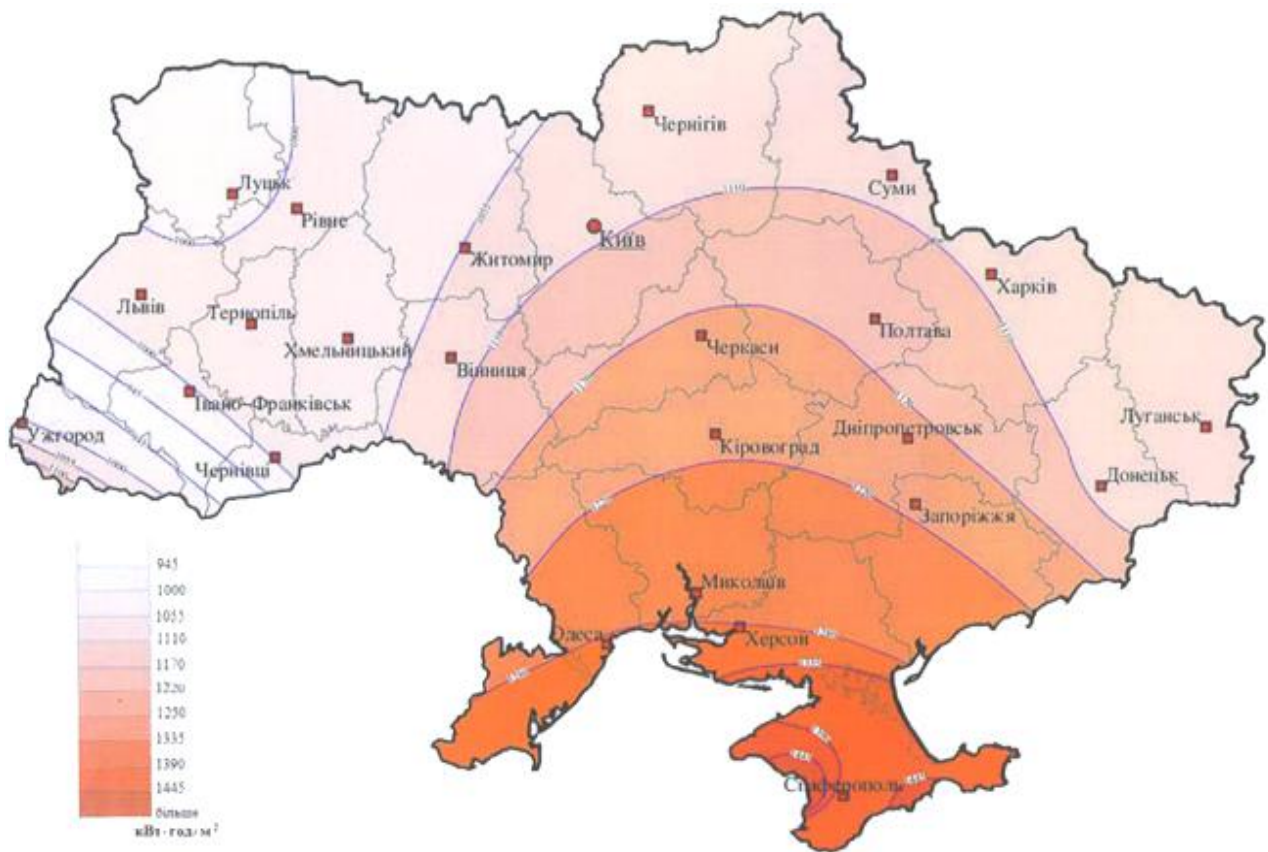 Чернігів
Суми
Луцьк
Рівне
Київ
Житомир
Харків
Львів
Тернопіль
Хмельницький
Вінниця
Черкаси
Полтава
Івано-Франківськ
Ужгород
Чернівці
Кіровоград
Дніпропетровськ
Луганськ
Донецьк
Запоріжжя
Миколаїв
Одеса
Херсон
Сімферополь
945
1000
1055
1110
1170
1220
1250
1335
1390
1445
більше
кВт·год/м²